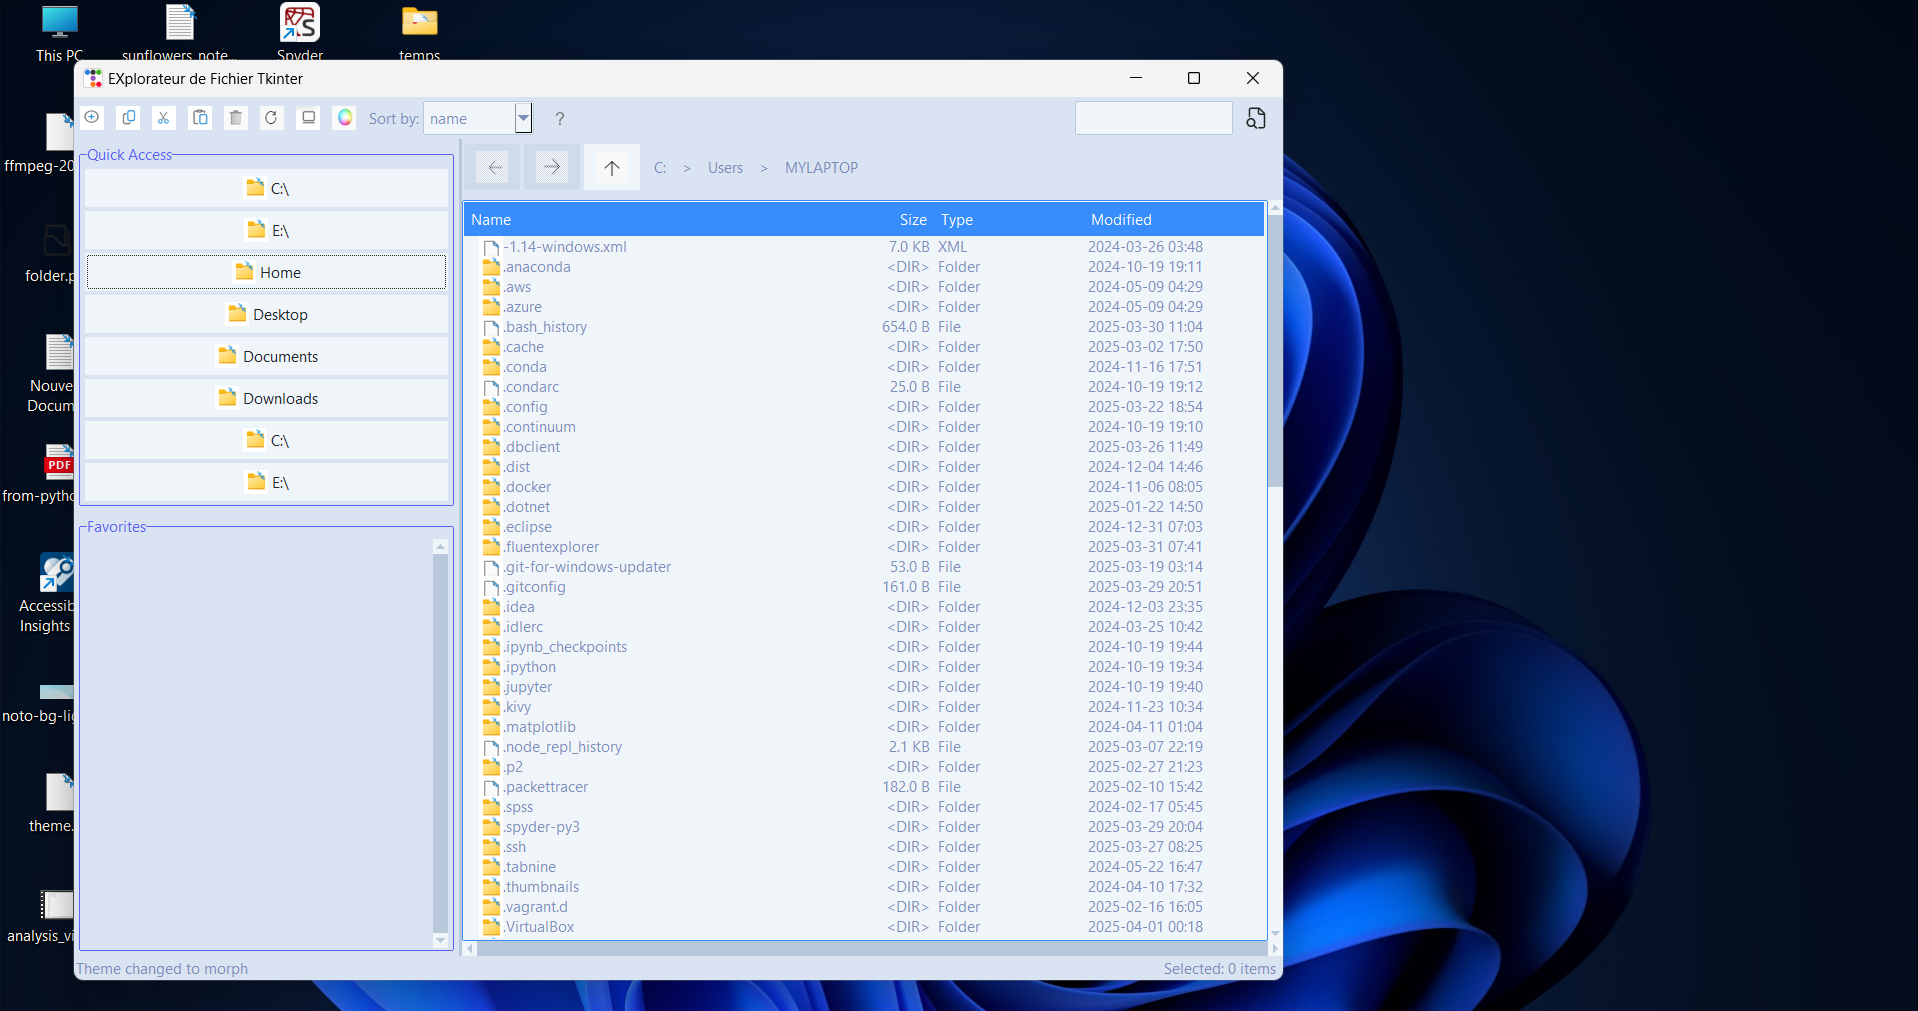 This PC
sunflowers_note...
Spyder
temps
ffmpeg-20
folder.p
Nouve
Docum
PDF
from-pytho
Accessib
Insights
noto-bg-lig
theme.
analysis_vi
EXplorateur de Fichier Tkinter
Sort by: name ?
Quick Access
C:\
E:\
Home
Desktop
Documents
Downloads
C:\
E:\
Favorites
C: > Users > MYLAPTOP
Name Size Type Modified
-1.14-windows.xml 7.0 KB XML 2024-03-26 03:48
.anaconda <DIR> Folder 2024-10-19 19:11
.aws <DIR> Folder 2024-05-09 04:29
.azure <DIR> Folder 2024-05-09 04:29
.bash_history 654.0 B File 2025-03-30 11:04
.cache <DIR> Folder 2025-03-02 17:50
.conda <DIR> Folder 2024-11-16 17:51
.condarc 25.0 B File 2024-10-19 19:12
.config <DIR> Folder 2025-03-22 18:54
.continuum <DIR> Folder 2024-10-19 19:10
.dbclient <DIR> Folder 2025-03-26 11:49
.dist <DIR> Folder 2024-12-04 14:46
.docker <DIR> Folder 2024-11-06 08:05
.dotnet <DIR> Folder 2025-01-22 14:50
.eclipse <DIR> Folder 2024-12-31 07:03
.fluentexplorer <DIR> Folder 2025-03-31 07:41
.git-for-windows-updater 53.0 B File 2025-03-19 03:14
.gitconfig 161.0 B File 2025-03-29 20:51
.idea <DIR> Folder 2024-12-03 23:35
.idlerc <DIR> Folder 2024-03-25 10:42
.ipynb_checkpoints <DIR> Folder 2024-10-19 19:44
.ipython <DIR> Folder 2024-10-19 19:34
.jupyter <DIR> Folder 2024-10-19 19:40
.kivy <DIR> Folder 2024-11-23 10:34
.matplotlib <DIR> Folder 2024-04-11 01:04
.node_repl_history 2.1 KB File 2025-03-07 22:19
.p2 <DIR> Folder 2025-02-27 21:23
.packettracer 182.0 B File 2025-02-10 15:42
.spss <DIR> Folder 2024-02-17 05:45
.spyder-py3 <DIR> Folder 2025-03-29 20:04
.ssh <DIR> Folder 2025-03-27 08:25
.tabnine <DIR> Folder 2024-05-22 16:47
.thumbnails <DIR> Folder 2024-04-10 17:32
.vagrant.d <DIR> Folder 2025-02-16 16:05
.VirtualBox <DIR> Folder 2025-04-01 00:18
Theme changed to morph
Selected: 0 items